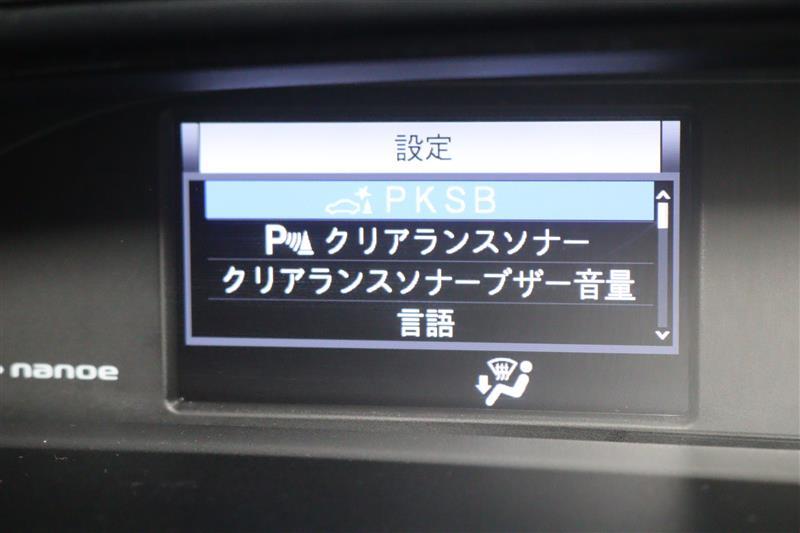 設定
PKSB
P クリアランスソナー
クリアランスソナーブザー音量
言語
nanoe